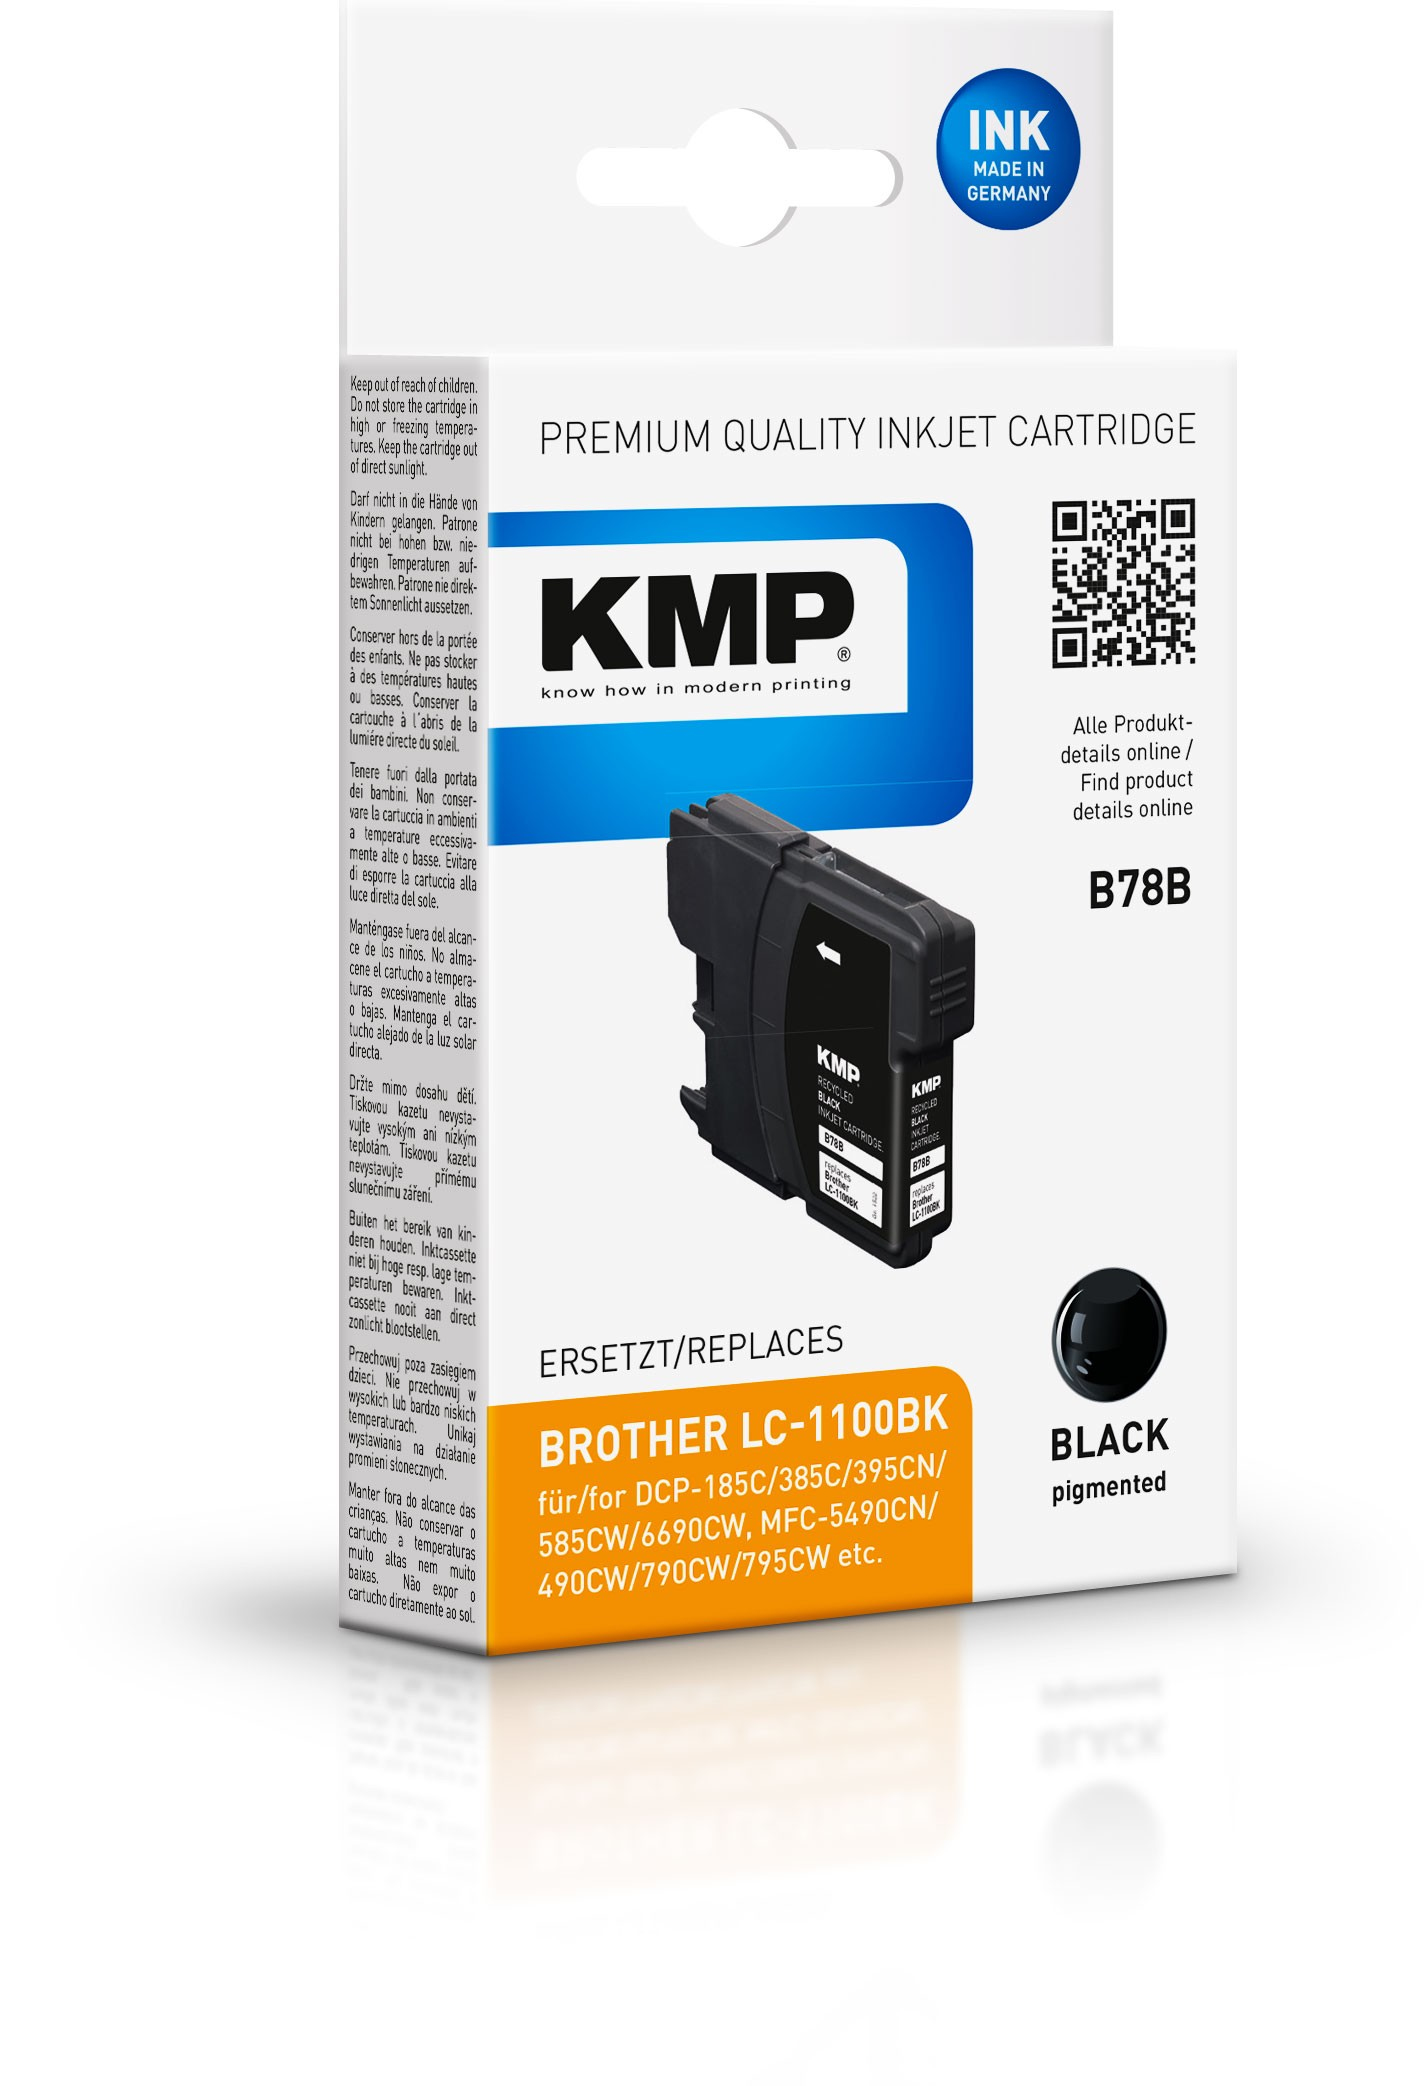 INK
MADE IN
GERMANY
PREMIUM QUALITY INKJET CARTRIDGE
KMP®
know how in modern printing
Alle Produkt-
details online /
Find product
details online
B78B
KMP
RECYCLED
BLACK
INKJET CARTRIDGE
B78B
replaces
Brother
LC-1100BK
KMP
RECYCLED
BLACK
INKJET
CARTRIDGE
B78B
replaces
Brother
LC-1100BK
BLACK
pigmented
ERSETZT/REPLACES
BROTHER LC-1100BK
für/for DCP-185C/385C/395CN/
585CW/6690CW, MFC-5490CN/
490CW/790CW/795CW etc.
Keep out of reach of children.
Do not store the cartridge in
high or freezing tempera-
tures. Keep the cartridge out
of direct sunlight.
Darf nicht in die Hände von
Kindern gelangen. Patrone
nicht bei hohen bzw. nie-
drigen Temperaturen auf-
bewahren. Patrone nie direk-
tem Sonnenlicht aussetzen.
Conserver hors de la portée
des enfants. Ne pas stocker
à des températures hautes
ou basses. Conserver la
cartouche à l´abris de la
lumiére directe du soleil.
Tenere fuori dalla portata
dei bambini. Non conser-
vare la cartuccia in ambienti
a temperature eccessiva-
mente alte o basse. Evitare
di esporre la cartuccia alla
luce diretta del sole.
Manténgase fuera del alcan-
ce de los niños. No alma-
cene el cartucho a tempera-
turas excesivamente altas
o bajas. Mantenga el car-
tucho alejado de la luz solar
directa.
Držte mimo dosahu dětí.
Tiskovou kazetu nevysta-
vujte vysokým ani nízkým
teplotám. Tiskovou kazetu
nevystavujte přímému
slunečnímu záření.
Buiten het bereik van kin-
deren houden. Inktcassette
niet bij hoge resp. lage tem-
peraturen bewaren. Inkt-
cassette nooit aan direct
zonlicht blootstellen.
Przechowuj poza zasięgiem
dzieci. Nie przechowuj w
wysokich lub bardzo niskich
temperaturach. Unikaj
wystawiania na działanie
promieni słonecznych.
Manter fora do alcance das
crianças. Não conservar o
cartucho a temperaturas
muito altas nem muito
baixas. Não expor o
cartucho diretamente ao sol.